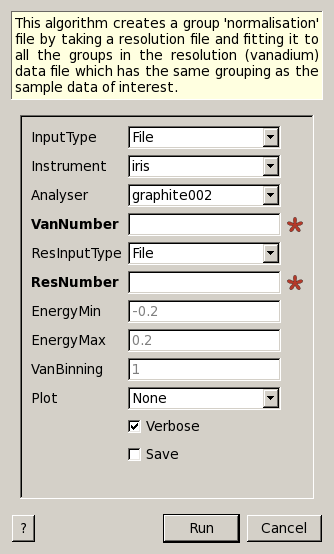 This algorithm creates a group 'normalisation'
file by taking a resolution file and fitting it to
all the groups in the resolution (vanadium)
data file which has the same grouping as the
sample data of interest.
InputType File
Instrument iris
Analyser graphite002
VanNumber
ResInputType File
ResNumber
EnergyMin -0.2
EnergyMax 0.2
VanBinning 1
Plot None
Verbose
Save
? Run Cancel